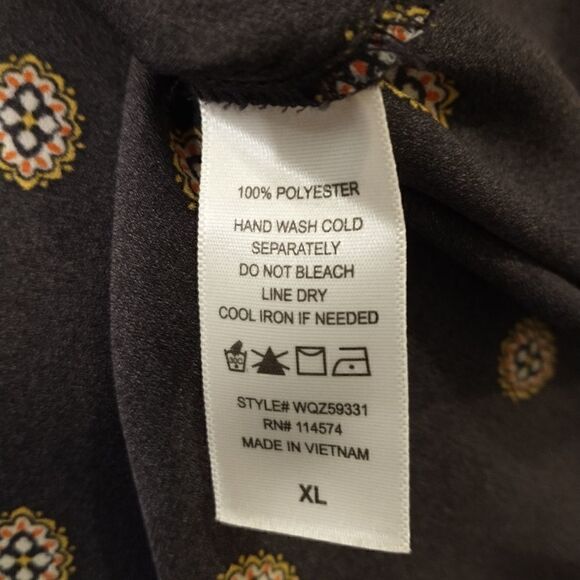 100% POLYESTER
HAND WASH COLD
SEPARATELY
DO NOT BLEACH
LINE DRY
COOL IRON IF NEEDED
STYLE# WQZ59331
RN# 114574
MADE IN VIETNAM
XL